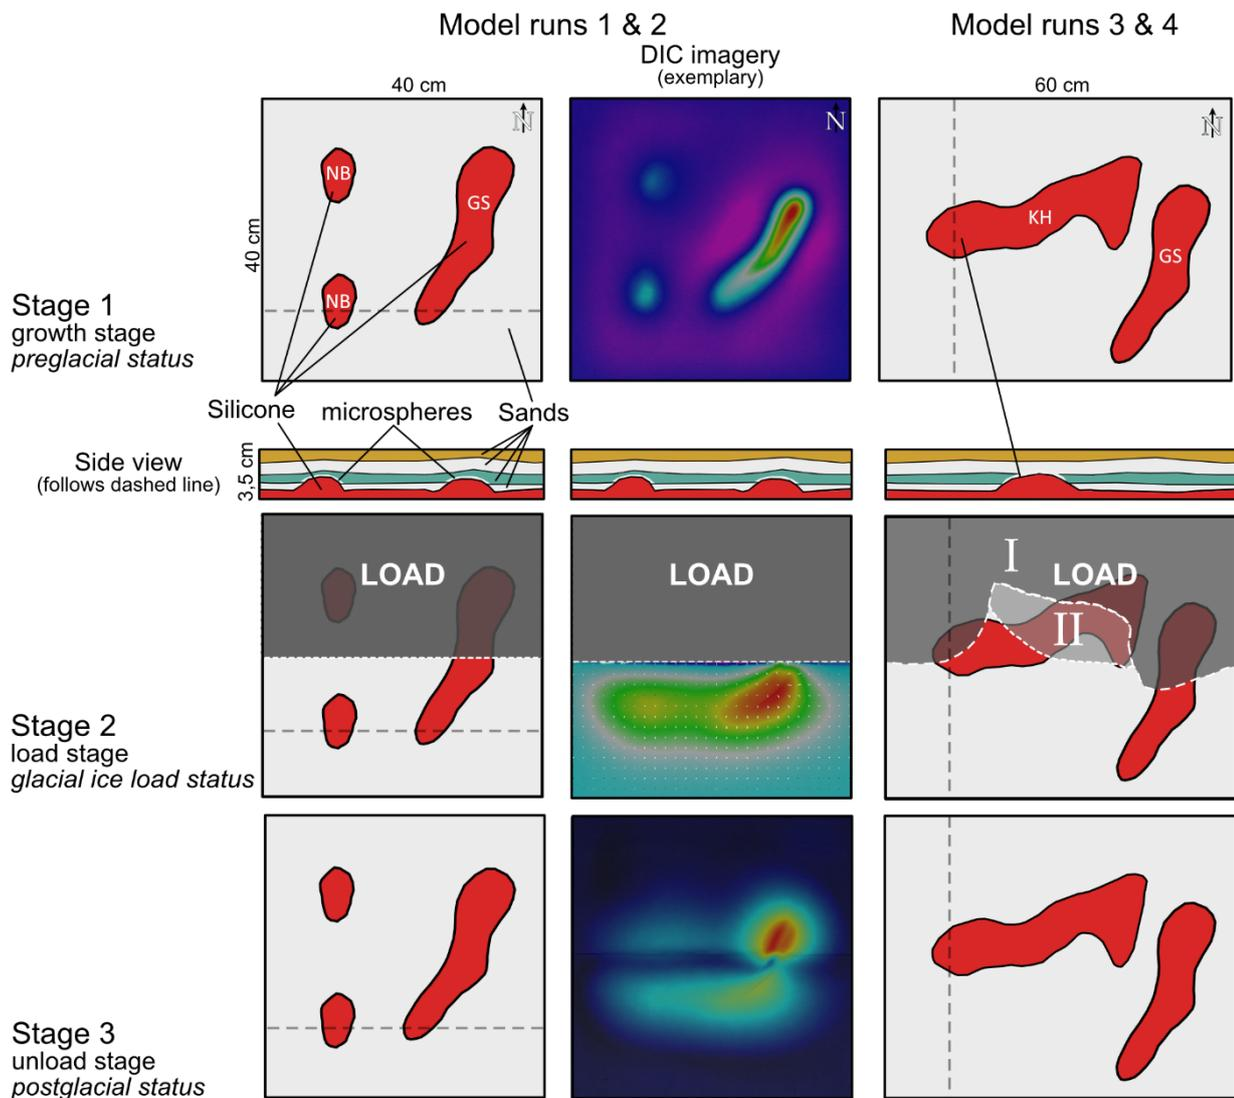 Model runs 1 & 2
Model runs 3 & 4
DIC imagery
(exemplary)
40 cm
60 cm
N
N
N
NB
GS
KH
40 cm
GS
NB
Stage 1
growth stage
preglacial status
Silicone
microspheres
Sands
Side view
(follows dashed line)
3,5 cm
LOAD
LOAD
I
LOAD
II
Stage 2
load stage
glacial ice load status
Stage 3
unload stage
postglacial status